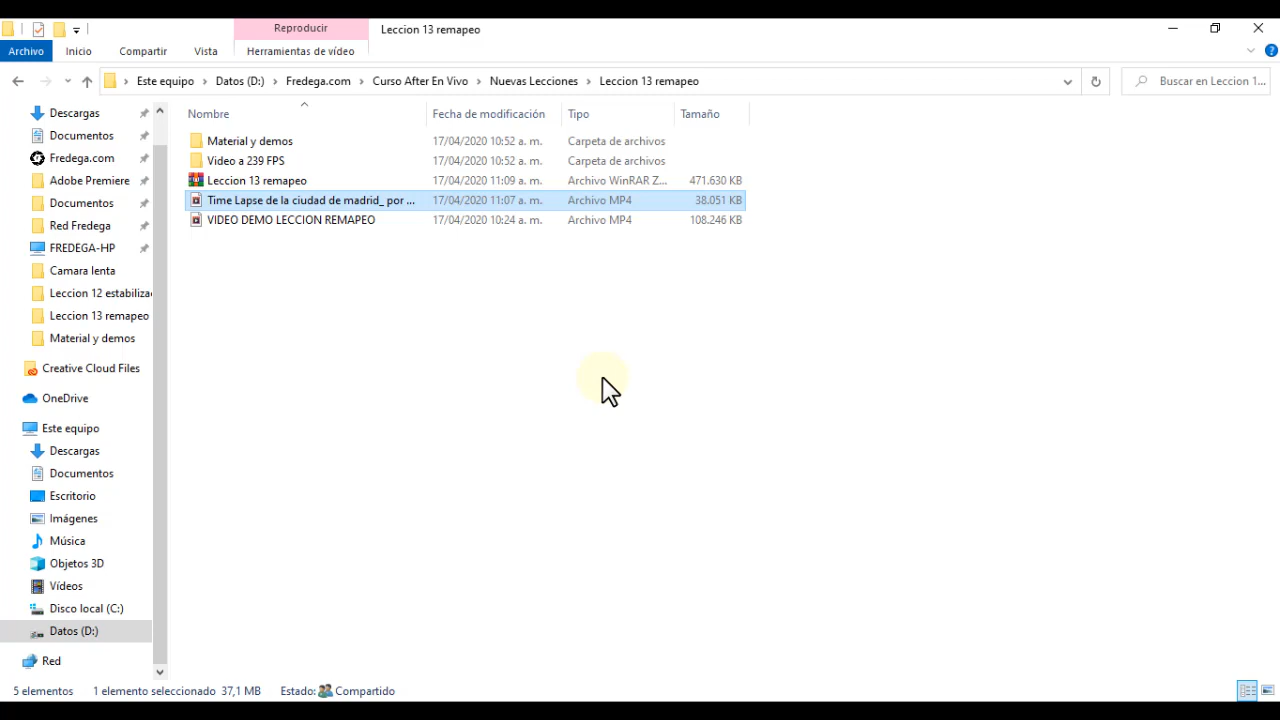 Reproducir
Leccion 13 remapeo
Archivo
Inicio
Compartir
Vista
Herramientas de vídeo
Este equipo
Datos (D:)
Fredega.com
Curso After En Vivo
Nuevas Lecciones
Leccion 13 remapeo
Buscar en Leccion 1...
Nombre
Fecha de modificación
Tipo
Tamaño
Material y demos
17/04/2020 10:52 a. m.
Carpeta de archivos
Video a 239 FPS
17/04/2020 10:52 a. m.
Carpeta de archivos
Leccion 13 remapeo
17/04/2020 11:09 a. m.
Archivo WinRAR Z...
471.630 KB
Time Lapse de la ciudad de madrid_ por ...
17/04/2020 11:07 a. m.
Archivo MP4
38.051 KB
VIDEO DEMO LECCION REMAPEO
17/04/2020 10:24 a. m.
Archivo MP4
108.246 KB
Descargas
Documentos
Fredega.com
Adobe Premiere
Documentos
Red Fredega
FREDEGA-HP
Camara lenta
Leccion 12 estabiliza
Leccion 13 remapeo
Material y demos
Creative Cloud Files
OneDrive
Este equipo
Descargas
Documentos
Escritorio
Imágenes
Música
Objetos 3D
Vídeos
Disco local (C:)
Datos (D:)
Red
5 elementos
1 elemento seleccionado 37,1 MB
Estado:
Compartido